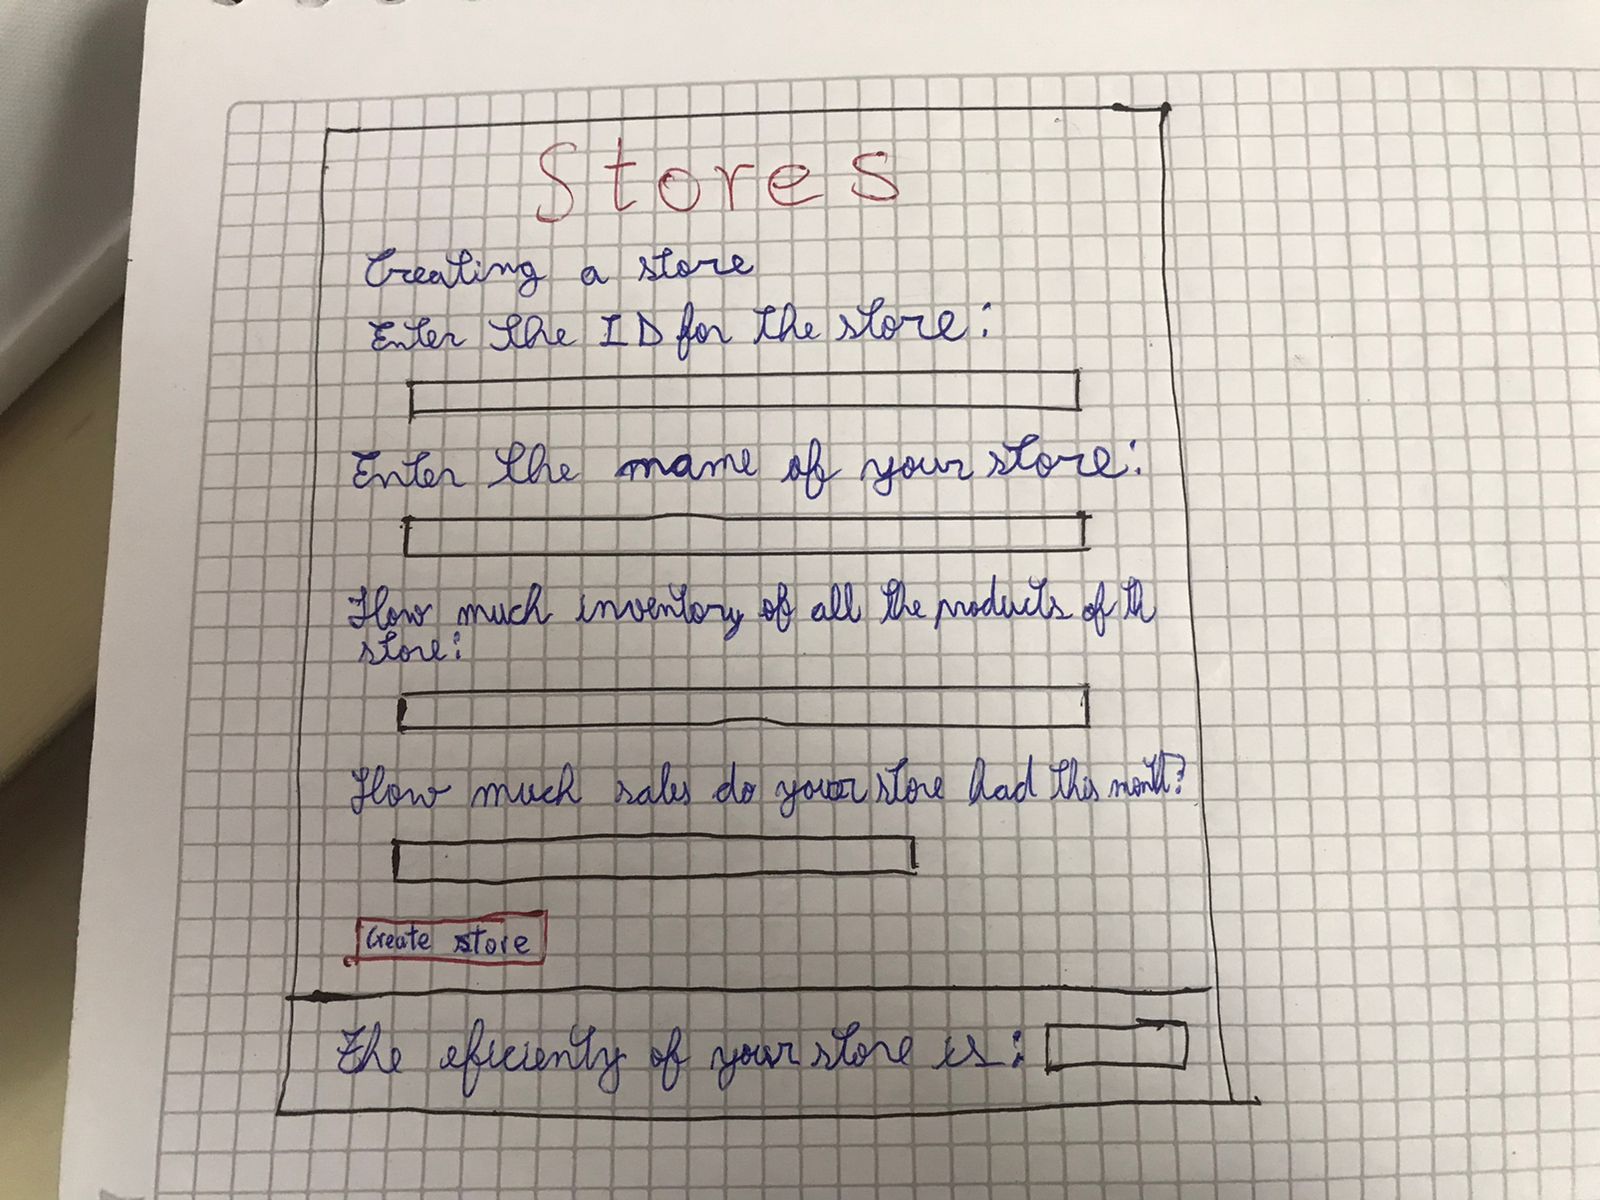 Stores
Creating a store
Enter the ID for the store:
Enter the name of your store:
How much inventory of all the products of th
store:
How much sales do your store had this month?
Create store
The eficienty of your store is: